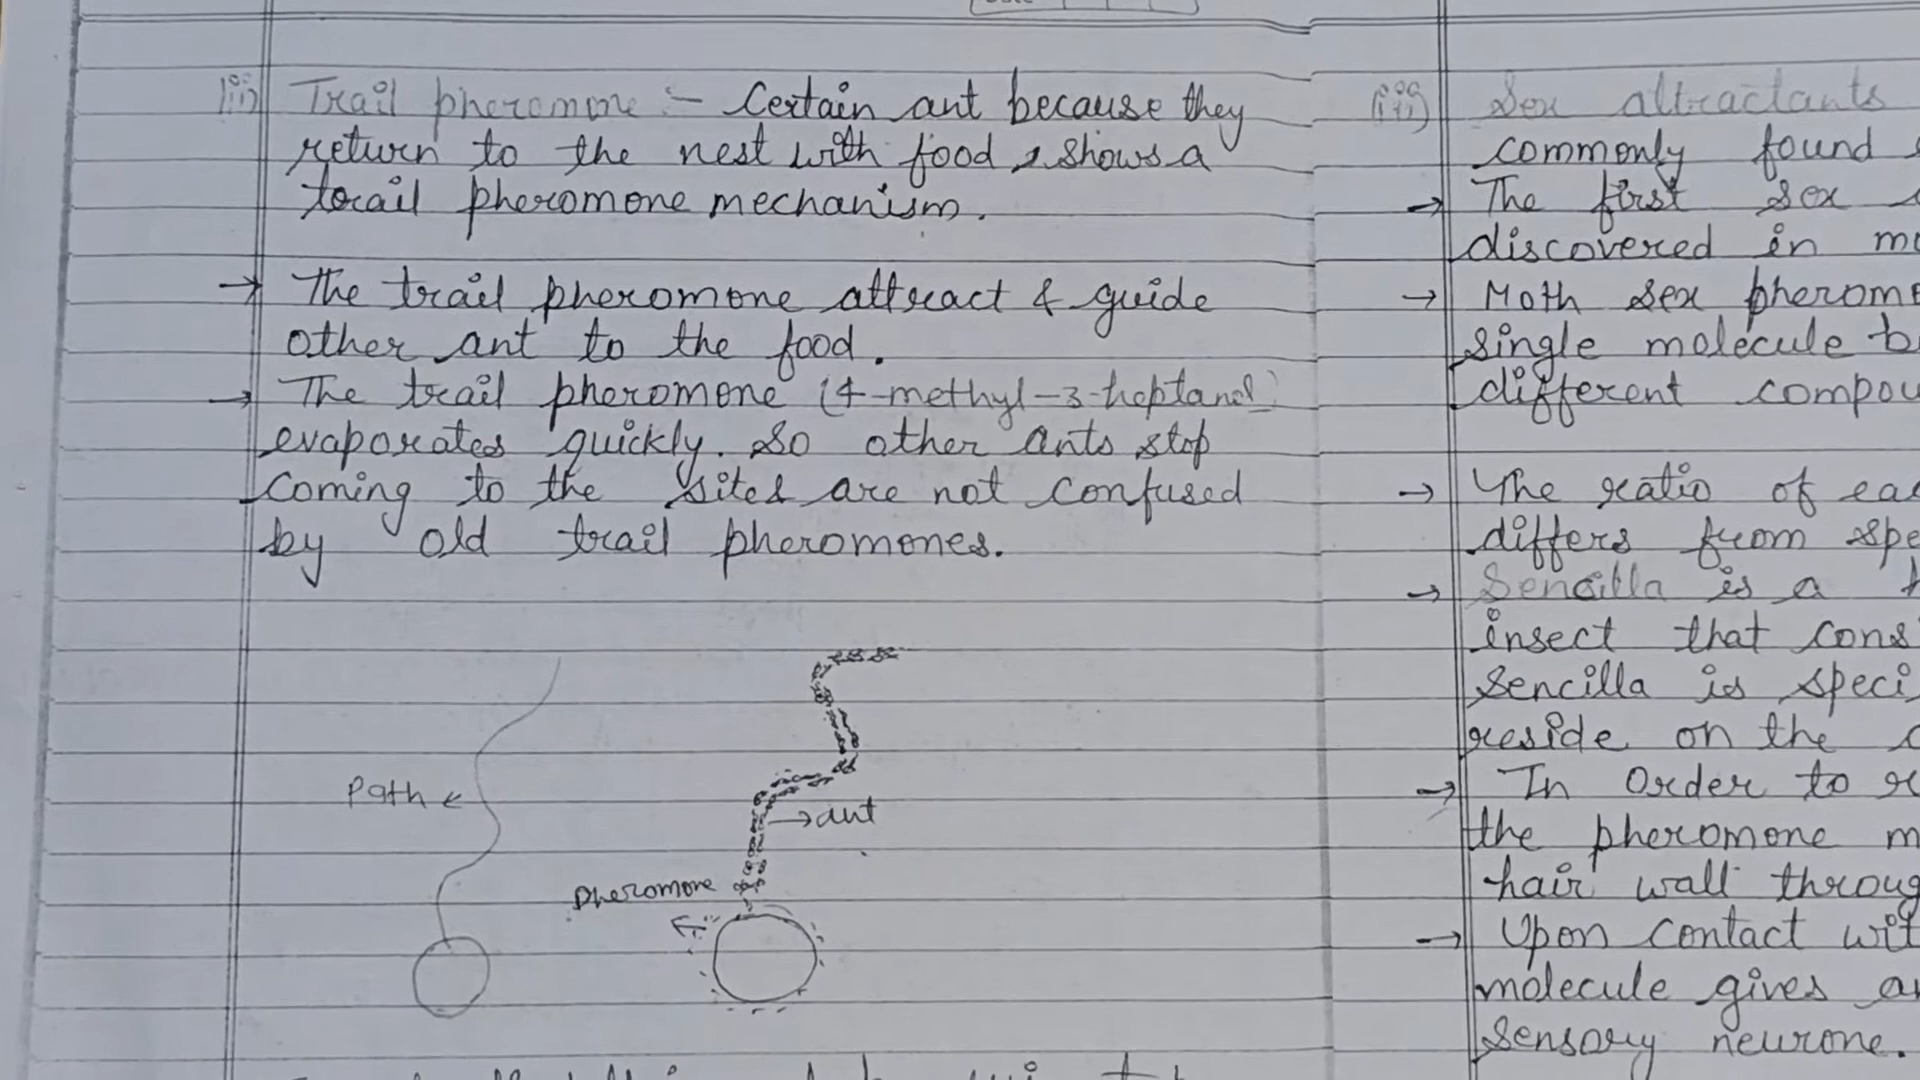 ii) Trail pheromone :- Certain ant because they
return to the nest with food, shows a
trail pheromone mechanism.
→ The trail pheromone attract & guide
other ant to the food.
→ The trail pheromone (4-methyl-3-heptanol)
evaporates quickly. So other ants stop
coming to the sites are not confused
by old trail pheromones.
Path
ant
Pheromone
iii) Sex attractants
commonly found
→ The first sex
discovered in
→ Moth sex pherom
single molecule b
different compou
→ The ratio of ea
differs from spe
→ Sencilla is a
insect that cons
Sencilla is speci
reside on the
→ In Order to
the pheromone m
hair wall throug
→ Upon contact wit
molecule gives a
sensory neurone.